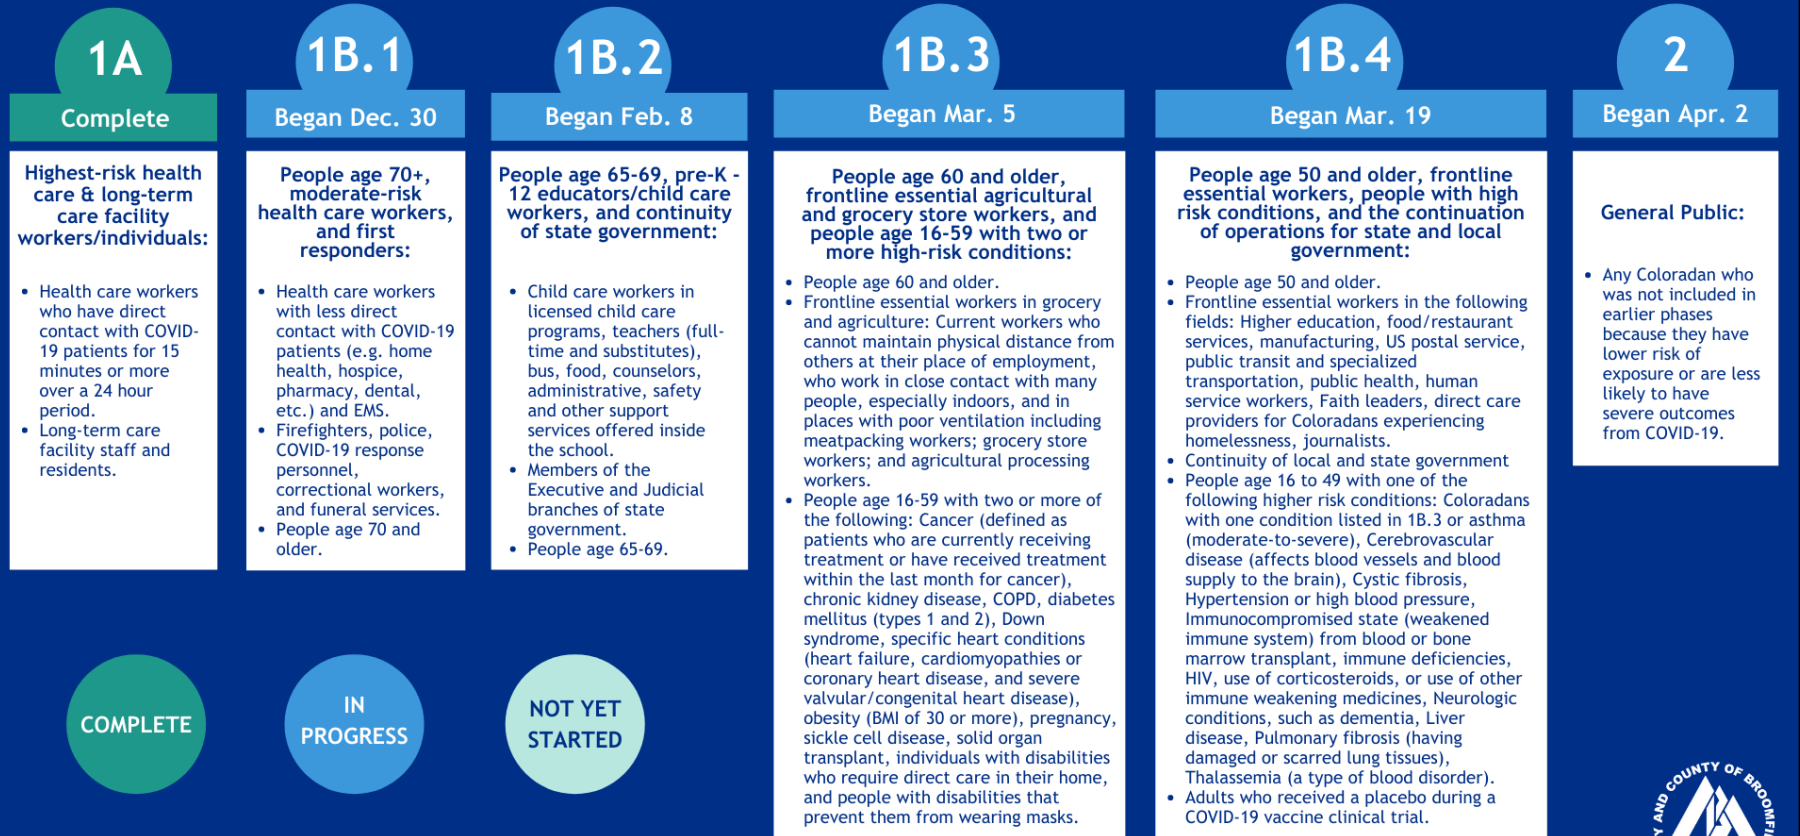 1A
Complete
Highest-risk health
care & long-term
care facility
workers/individuals:
• Health care workers
who have direct
contact with COVID-
19 patients for 15
minutes or more
over a 24 hour
period.
• Long-term care
facility staff and
residents.
1B.1
Began Dec. 30
People age 70+,
moderate-risk
health care workers,
and first
responders:
• Health care workers
with less direct
contact with COVID-19
patients (e.g. home
health, hospice,
pharmacy, dental,
etc.) and EMS.
• Firefighters, police,
COVID-19 response
personnel,
correctional workers,
and funeral services.
• People age 70 and
older.
1B.2
Began Feb. 8
People age 65-69, pre-K -
12 educators/child care
workers, and continuity
of state government:
• Child care workers in
licensed child care
programs, teachers (full-
time and substitutes),
bus, food, counselors,
administrative, safety
and other support
services offered inside
the school.
• Members of the
Executive and Judicial
branches of state
government.
• People age 65-69.
1B.3
Began Mar. 5
People age 60 and older,
frontline essential agricultural
and grocery store workers, and
people age 16-59 with two or
more high-risk conditions:
• People age 60 and older.
• Frontline essential workers in grocery
and agriculture: Current workers who
cannot maintain physical distance from
others at their place of employment,
who work in close contact with many
people, especially indoors, and in
places with poor ventilation including
meatpacking workers; grocery store
workers; and agricultural processing
workers.
• People age 16-59 with two or more of
the following: Cancer (defined as
patients who are currently receiving
treatment or have received treatment
within the last month for cancer),
chronic kidney disease, COPD, diabetes
mellitus (types 1 and 2), Down
syndrome, specific heart conditions
(heart failure, cardiomyopathies or
coronary heart disease, and severe
valvular/congenital heart disease),
obesity (BMI of 30 or more), pregnancy,
sickle cell disease, solid organ
transplant, individuals with disabilities
who require direct care in their home,
and people with disabilities that
prevent them from wearing masks.
1B.4
Began Mar. 19
People age 50 and older, frontline
essential workers, people with high
risk conditions, and the continuation
of operations for state and local
government:
• People age 50 and older.
• Frontline essential workers in the following
fields: Higher education, food/restaurant
services, manufacturing, US postal service,
public transit and specialized
transportation, public health, human
service workers, Faith leaders, direct care
providers for Coloradans experiencing
homelessness, journalists.
• Continuity of local and state government
• People age 16 to 49 with one of the
following higher risk conditions: Coloradans
with one condition listed in 1B.3 or asthma
(moderate-to-severe), Cerebrovascular
disease (affects blood vessels and blood
supply to the brain), Cystic fibrosis,
Hypertension or high blood pressure,
Immunocompromised state (weakened
immune system) from blood or bone
marrow transplant, immune deficiencies,
HIV, use of corticosteroids, or use of other
immune weakening medicines, Neurologic
conditions, such as dementia, Liver
disease, Pulmonary fibrosis (having
damaged or scarred lung tissues),
Thalassemia (a type of blood disorder).
• Adults who received a placebo during a
COVID-19 vaccine clinical trial.
2
Began Apr. 2
General Public:
• Any Coloradan who
was not included in
earlier phases
because they have
lower risk of
exposure or are less
likely to have
severe outcomes
from COVID-19.
COMPLETE
IN
PROGRESS
NOT YET
STARTED
AND COUNTY OF